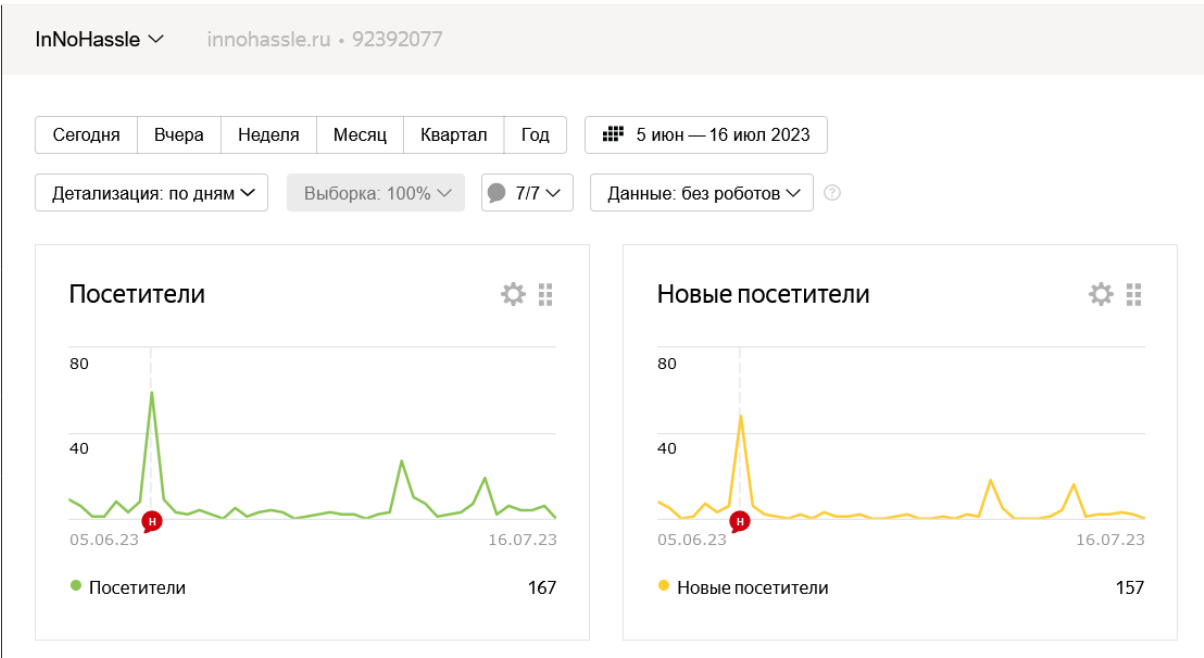 InNoHassle innohassle.ru • 92392077
Сегодня Вчера Неделя Месяц Квартал Год 5 июн — 16 июл 2023
Детализация: по дням Выборка: 100% 7/7 Данные: без роботов ?
Посетители
80
40
Н
05.06.23 16.07.23
Посетители 167
Новые посетители
80
40
Н
05.06.23 16.07.23
Новые посетители 157